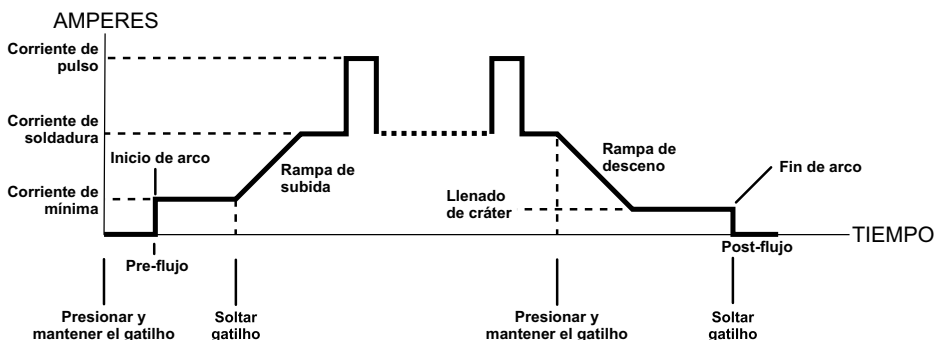 AMPERES
Corriente de
pulso
Corriente de
soldadura
Inicio de arco
Rampa de
subida
Rampa de
desceno
Fin de arco
Corriente de
mínima
Llenado
de cráter
TIEMPO
Pre-flujo
Post-flujo
Presionar y
mantener el gatilho
Soltar
gatilho
Presionar y
mantener el gatilho
Soltar
gatilho